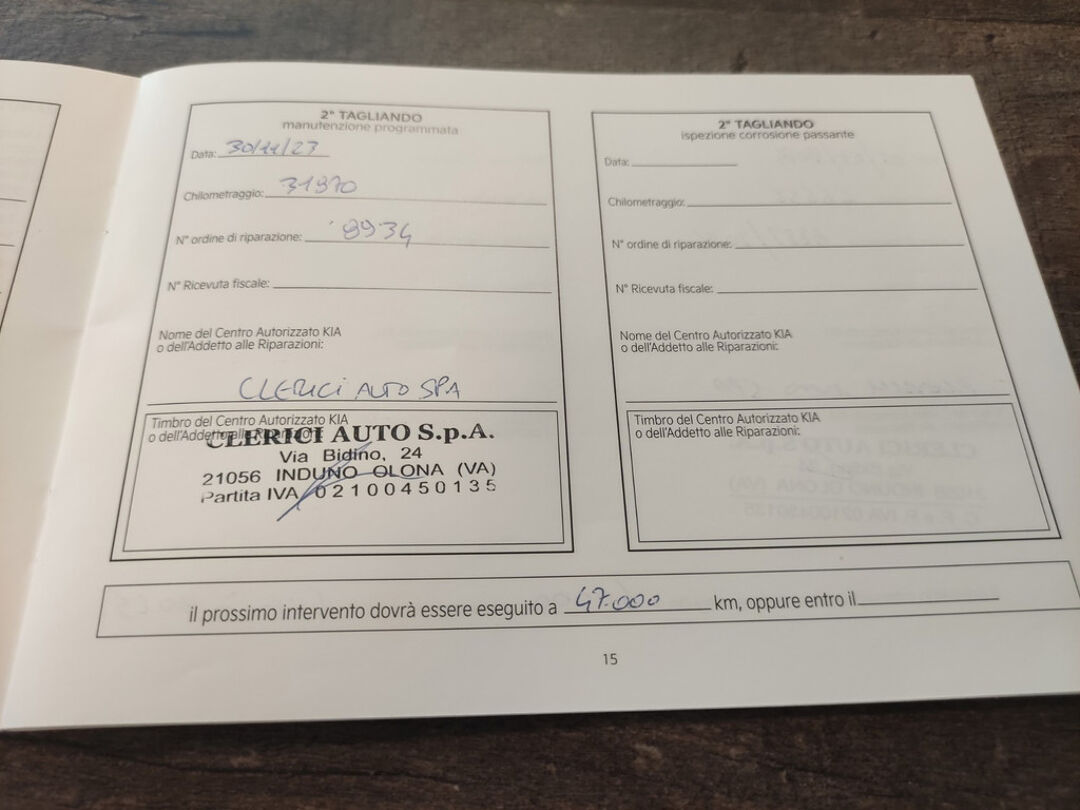 2° TAGLIANDO
manutenzione programmata
Data: 30/11/23
Chilometraggio: 31970
N° ordine di riparazione: 8934
N° Ricevuta fiscale:
Nome del Centro Autorizzato KIA
o dell'Addetto alle Riparazioni:
CLERICI AUTO SPA
Timbro del Centro Autorizzato KIA
o dell'Addetto alle Riparazioni:
CLERICI AUTO S.p.A.
Via Bidino, 24
21056 INDUNO OLONA (VA)
Partita IVA 02100450135
2° TAGLIANDO
ispezione corrosione passante
Data:
Chilometraggio:
N° ordine di riparazione:
N° Ricevuta fiscale:
Nome del Centro Autorizzato KIA
o dell'Addetto alle Riparazioni:
Timbro del Centro Autorizzato KIA
o dell'Addetto alle Riparazioni:
il prossimo intervento dovrà essere eseguito a 47.000 km, oppure entro il
15